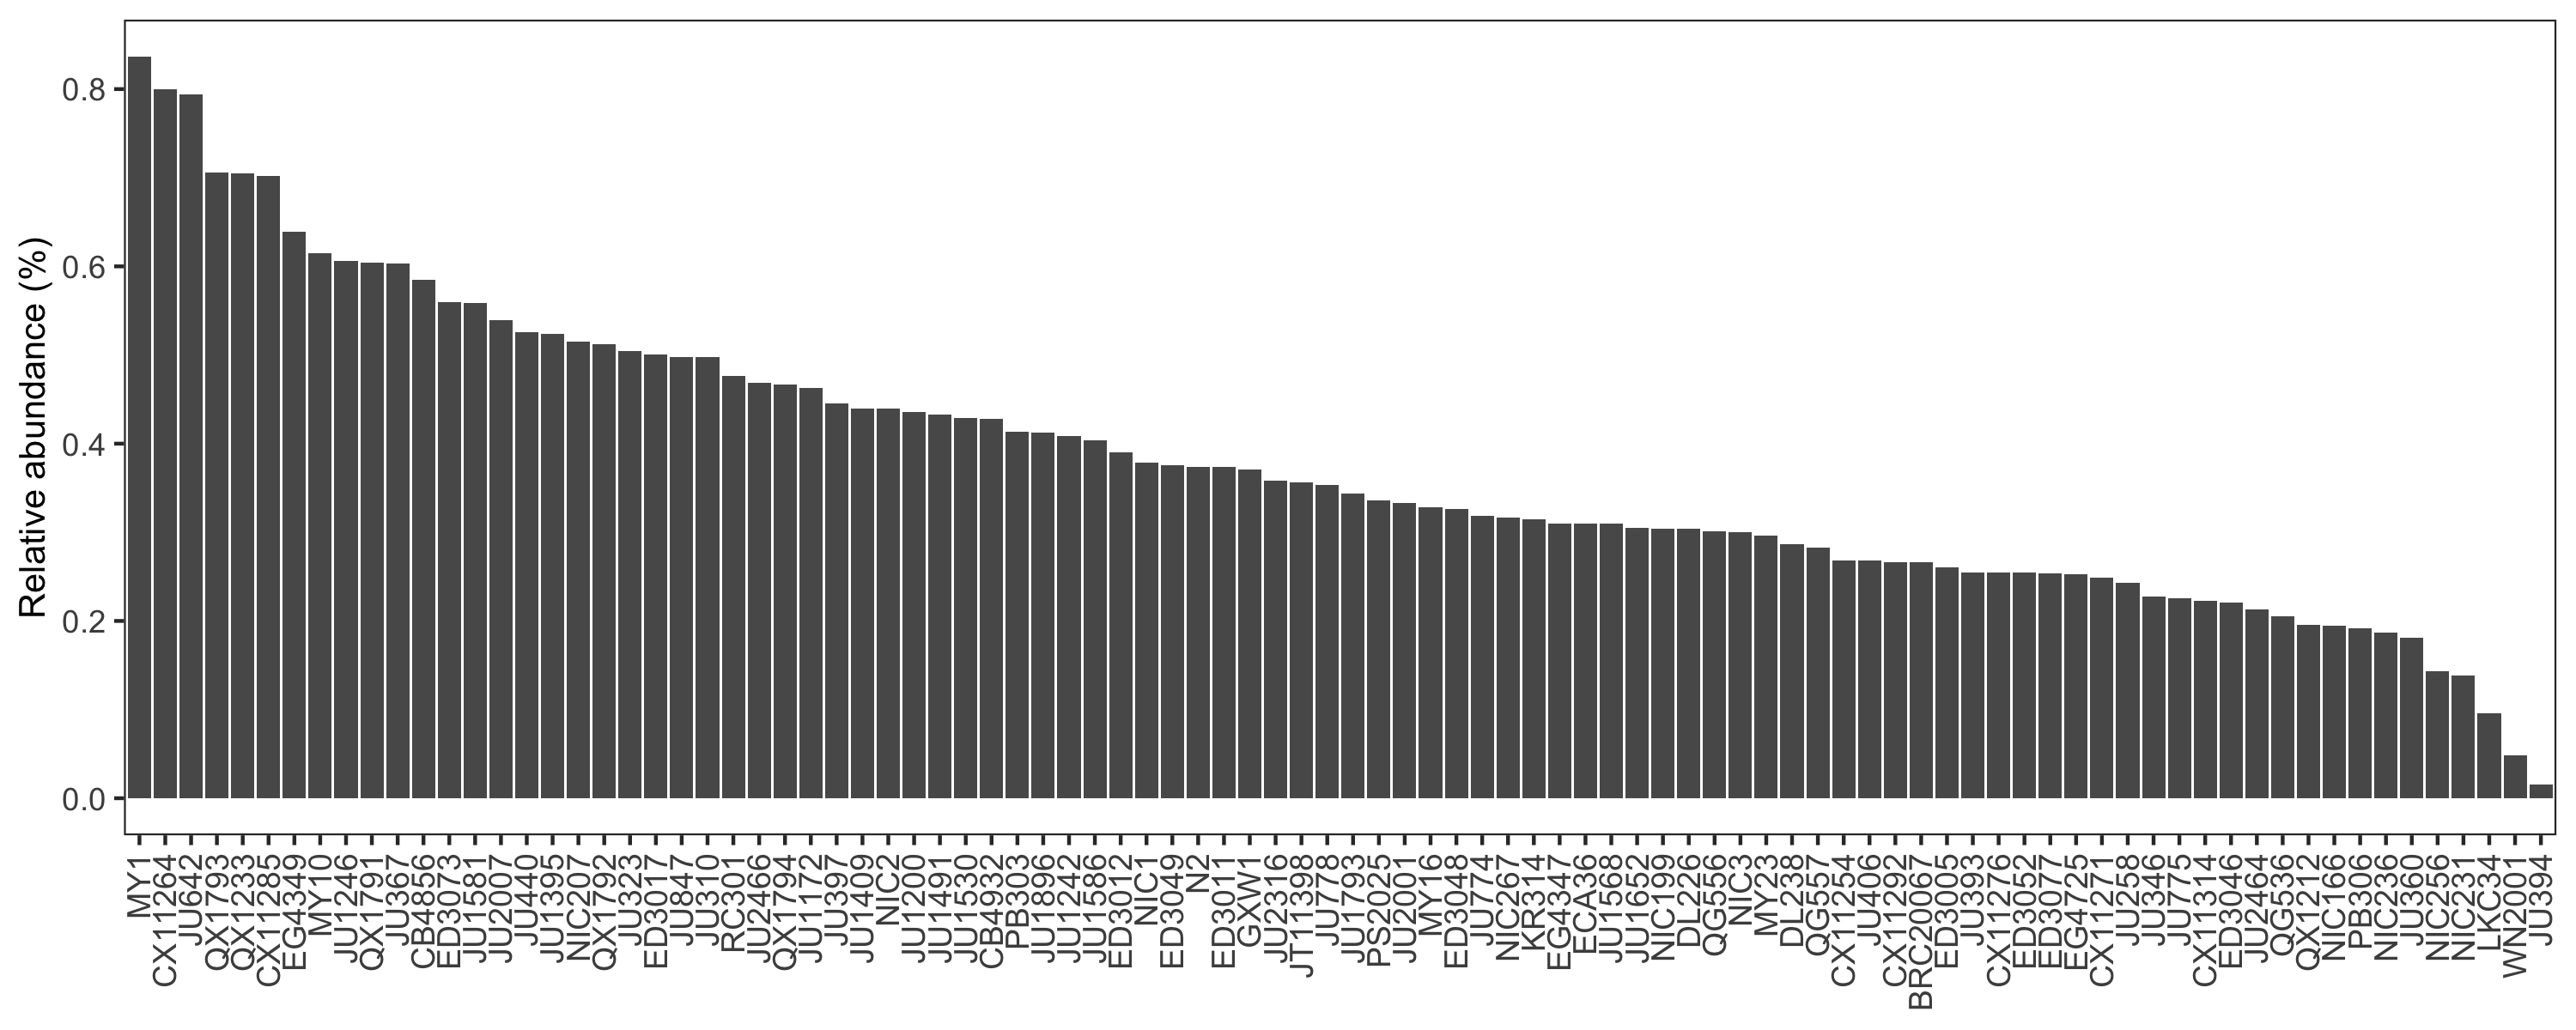 Relative abundance (%)
0.8
0.6
0.4
0.2
0.0
MY1
CX11264
JU642
QX1793
QX1233
CX11285
EG4349
MY10
JU1246
QX1791
JU367
CB4856
ED3073
JU1581
JU2007
JU440
JU1395
NIC207
QX1792
JU323
ED3017
JU847
JU310
RC301
JU2466
QX1794
JU1172
JU397
JU1409
NIC2
JU1200
JU1491
JU1530
CB4932
PB303
JU1896
JU1242
JU1586
ED3012
NIC1
ED3049
N2
ED3011
GXW1
JU2316
JT11398
JU778
JU1793
PS2025
JU2001
MY16
ED3048
JU774
NIC267
KR314
EG4347
ECA36
JU1568
JU1652
NIC199
DL226
QG556
NIC3
MY23
DL238
QG557
CX11254
JU406
CX11292
BRC20067
ED3005
JU393
CX11276
ED3052
ED3077
EG4725
CX11271
JU258
JU346
JU775
CX11314
ED3046
JU2464
QG536
QX1212
NIC166
PB306
NIC236
JU360
NIC256
NIC231
LKC34
WN2001
JU394